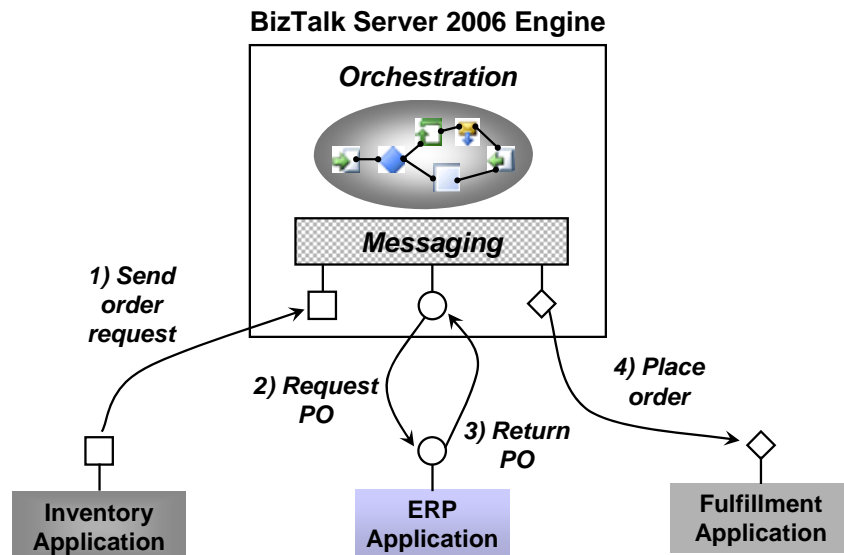 BizTalk Server 2006 Engine
Orchestration
Messaging
1) Send
order
request
2) Request
PO
3) Return
PO
4) Place
order
Inventory
Application
ERP
Application
Fulfillment
Application